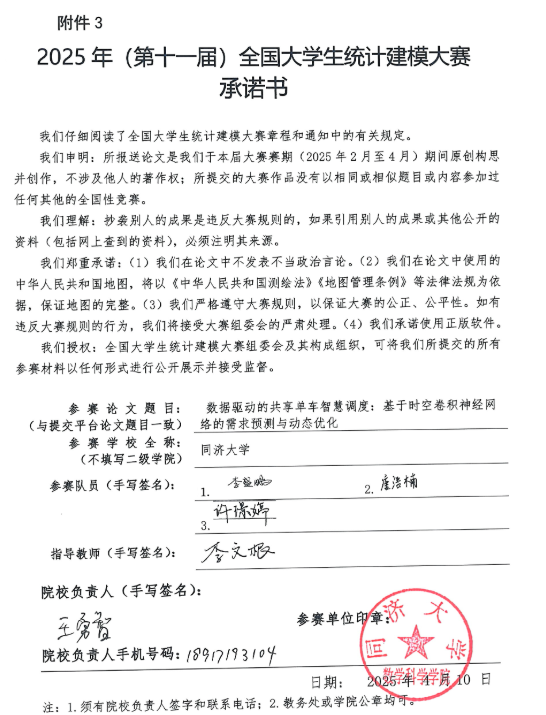 附件 3
2025 年（第十一届）全国大学生统计建模大赛
承诺书
我们仔细阅读了全国大学生统计建模大赛章程和通知中的有关规定。
我们申明：所报送论文是我们于本届大赛赛期（2025 年 2 月至 4 月）期间原创构思
并创作，不涉及他人的著作权；所提交的大赛作品没有以相同或相似题目或内容参加过
任何其他的全国性竞赛。
我们理解：抄袭别人的成果是违反大赛规则的，如果引用别人的成果或其他公开的
资料（包括网上查到的资料），必须注明其来源。
我们郑重承诺：（1）我们在论文中不发表不当政治言论。（2）我们在论文中使用的
中华人民共和国地图，将以《中华人民共和国测绘法》《地图管理条例》等法律法规为依
据，保证地图的完整。（3）我们严格遵守大赛规则，以保证大赛的公正、公平性。如有
违反大赛规则的行为，我们将接受大赛组委会的严肃处理。（4）我们承诺使用正版软件。
我们授权：全国大学生统计建模大赛组委会及其构成组织，可将我们所提交的所有
参赛材料以任何形式进行公开展示并接受监督。
参赛论文题目： 数据驱动的共享单车智慧调度：基于时空卷积神经网
（与提交平台论文题目一致） 络的需求预测与动态优化
参赛学校全称： 同济大学
（不填写二级学院）
参赛队员（手写签名）： 1. 2.
3.
指导教师（手写签名）： 李文根
院校负责人（手写签名）：
王勇智
参赛单位印章：
同济大学
数学科学学院
院校负责人手机号码：18917193104
日期： 2025 年 4 月 10 日
注：1.须有院校负责人签字和联系电话；2.教务处或学院公章均可。